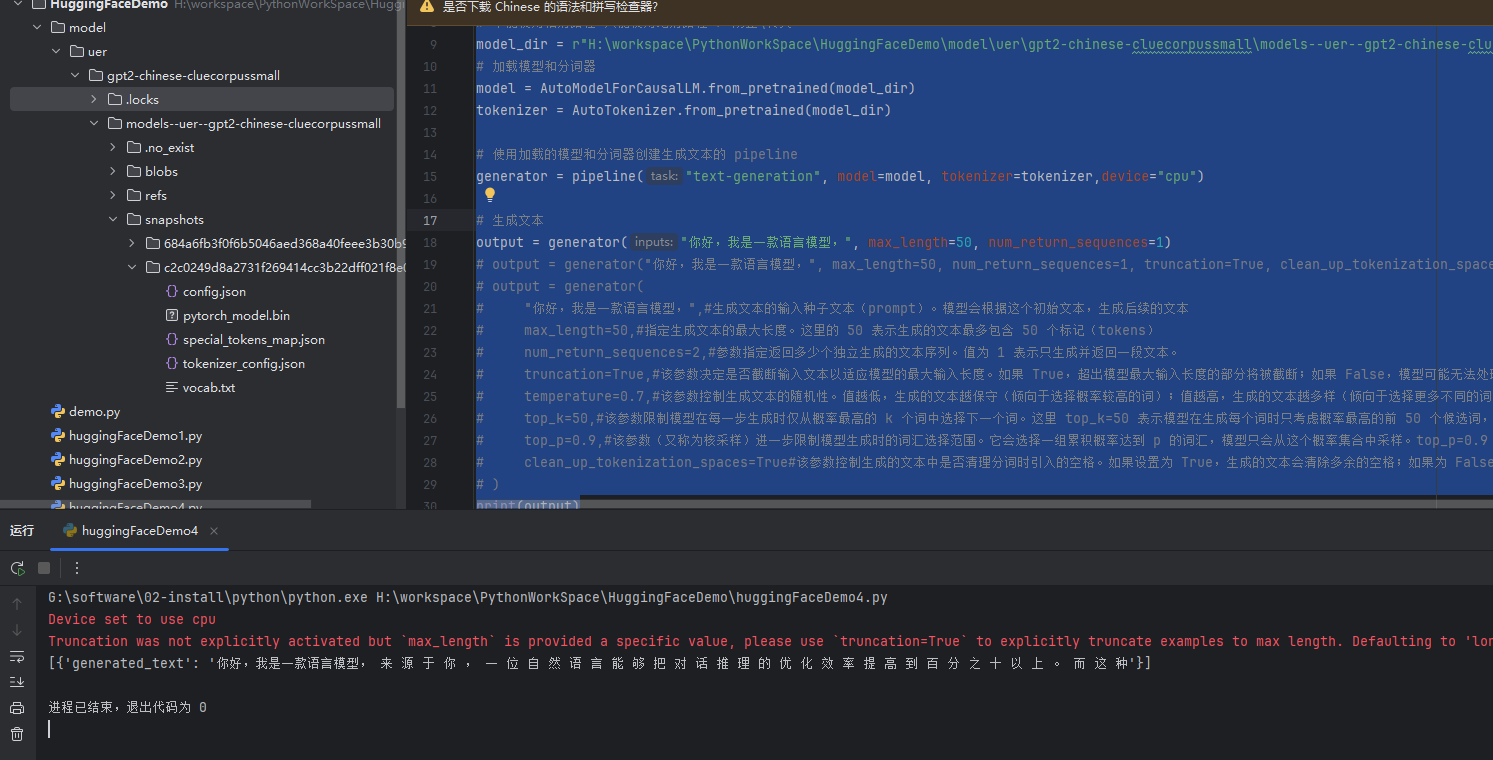 HuggingFaceDemo H:\workspace\PythonWorkSpace\Hugg
model
uer
gpt2-chinese-cluecorpussmall
.locks
models--uer--gpt2-chinese-cluecorpussmall
.no_exist
blobs
refs
snapshots
684a6fb3f0f6b5046aed368a40feee3b30b9
c2c0249d8a2731f269414cc3b22dff021f8e0
config.json
pytorch_model.bin
special_tokens_map.json
tokenizer_config.json
vocab.txt
demo.py
huggingFaceDemo1.py
huggingFaceDemo2.py
huggingFaceDemo3.py
huggingFaceDemo4.py
是否下载 Chinese 的语法和拼写检查器?
9 model_dir = r"H:\workspace\PythonWorkSpace\HuggingFaceDemo\model\uer\gpt2-chinese-cluecorpussmall\models--uer--gpt2-chinese-clu
10 # 加载模型和分词器
11 model = AutoModelForCausalLM.from_pretrained(model_dir)
12 tokenizer = AutoTokenizer.from_pretrained(model_dir)
13
14 # 使用加载的模型和分词器创建生成文本的 pipeline
15 generator = pipeline( task: "text-generation", model=model, tokenizer=tokenizer,device="cpu")
16
17 # 生成文本
18 output = generator( inputs: "你好，我是一款语言模型，", max_length=50, num_return_sequences=1)
19 # output = generator("你好，我是一款语言模型，", max_length=50, num_return_sequences=1, truncation=True, clean_up_tokenization_space
20 # output = generator(
21 # "你好，我是一款语言模型，",#生成文本的输入种子文本（prompt）。模型会根据这个初始文本，生成后续的文本
22 # max_length=50,#指定生成文本的最大长度。这里的 50 表示生成的文本最多包含 50 个标记（tokens）
23 # num_return_sequences=2,#参数指定返回多少个独立生成的文本序列。值为 1 表示只生成并返回一段文本。
24 # truncation=True,#该参数决定是否截断输入文本以适应模型的最大输入长度。如果 True，超出模型最大输入长度的部分将被截断；如果 False，模型可能无法处
25 # temperature=0.7,#该参数控制生成文本的随机性。值越低，生成的文本越保守（倾向于选择概率较高的词）；值越高，生成的文本越多样（倾向于选择更多不同的词
26 # top_k=50,#该参数限制模型在每一步生成时仅从概率最高的 k 个词中选择下一个词。这里 top_k=50 表示模型在生成每个词时只考虑概率最高的前 50 个候选词，
27 # top_p=0.9,#该参数（又称为核采样）进一步限制模型生成时的词汇选择范围。它会选择一组累积概率达到 p 的词汇，模型只会从这个概率集合中采样。top_p=0.9
28 # clean_up_tokenization_spaces=True#该参数控制生成的文本中是否清理分词时引入的空格。如果设置为 True，生成的文本会清除多余的空格；如果为 False
29 # )
30 print(output)
运行 huggingFaceDemo4
G:\software\02-install\python\python.exe H:\workspace\PythonWorkSpace\HuggingFaceDemo\huggingFaceDemo4.py
Device set to use cpu
Truncation was not explicitly activated but `max_length` is provided a specific value, please use `truncation=True` to explicitly truncate examples to max length. Defaulting to 'lon
[{'generated_text': '你好，我是一款语言模型， 来 源 于 你 ， 一 位 自 然 语 言 能 够 把 对 话 推 理 的 优 化 效 率 提 高 到 百 分 之 十 以 上 。 而 这 种'}]
进程已结束，退出代码为 0